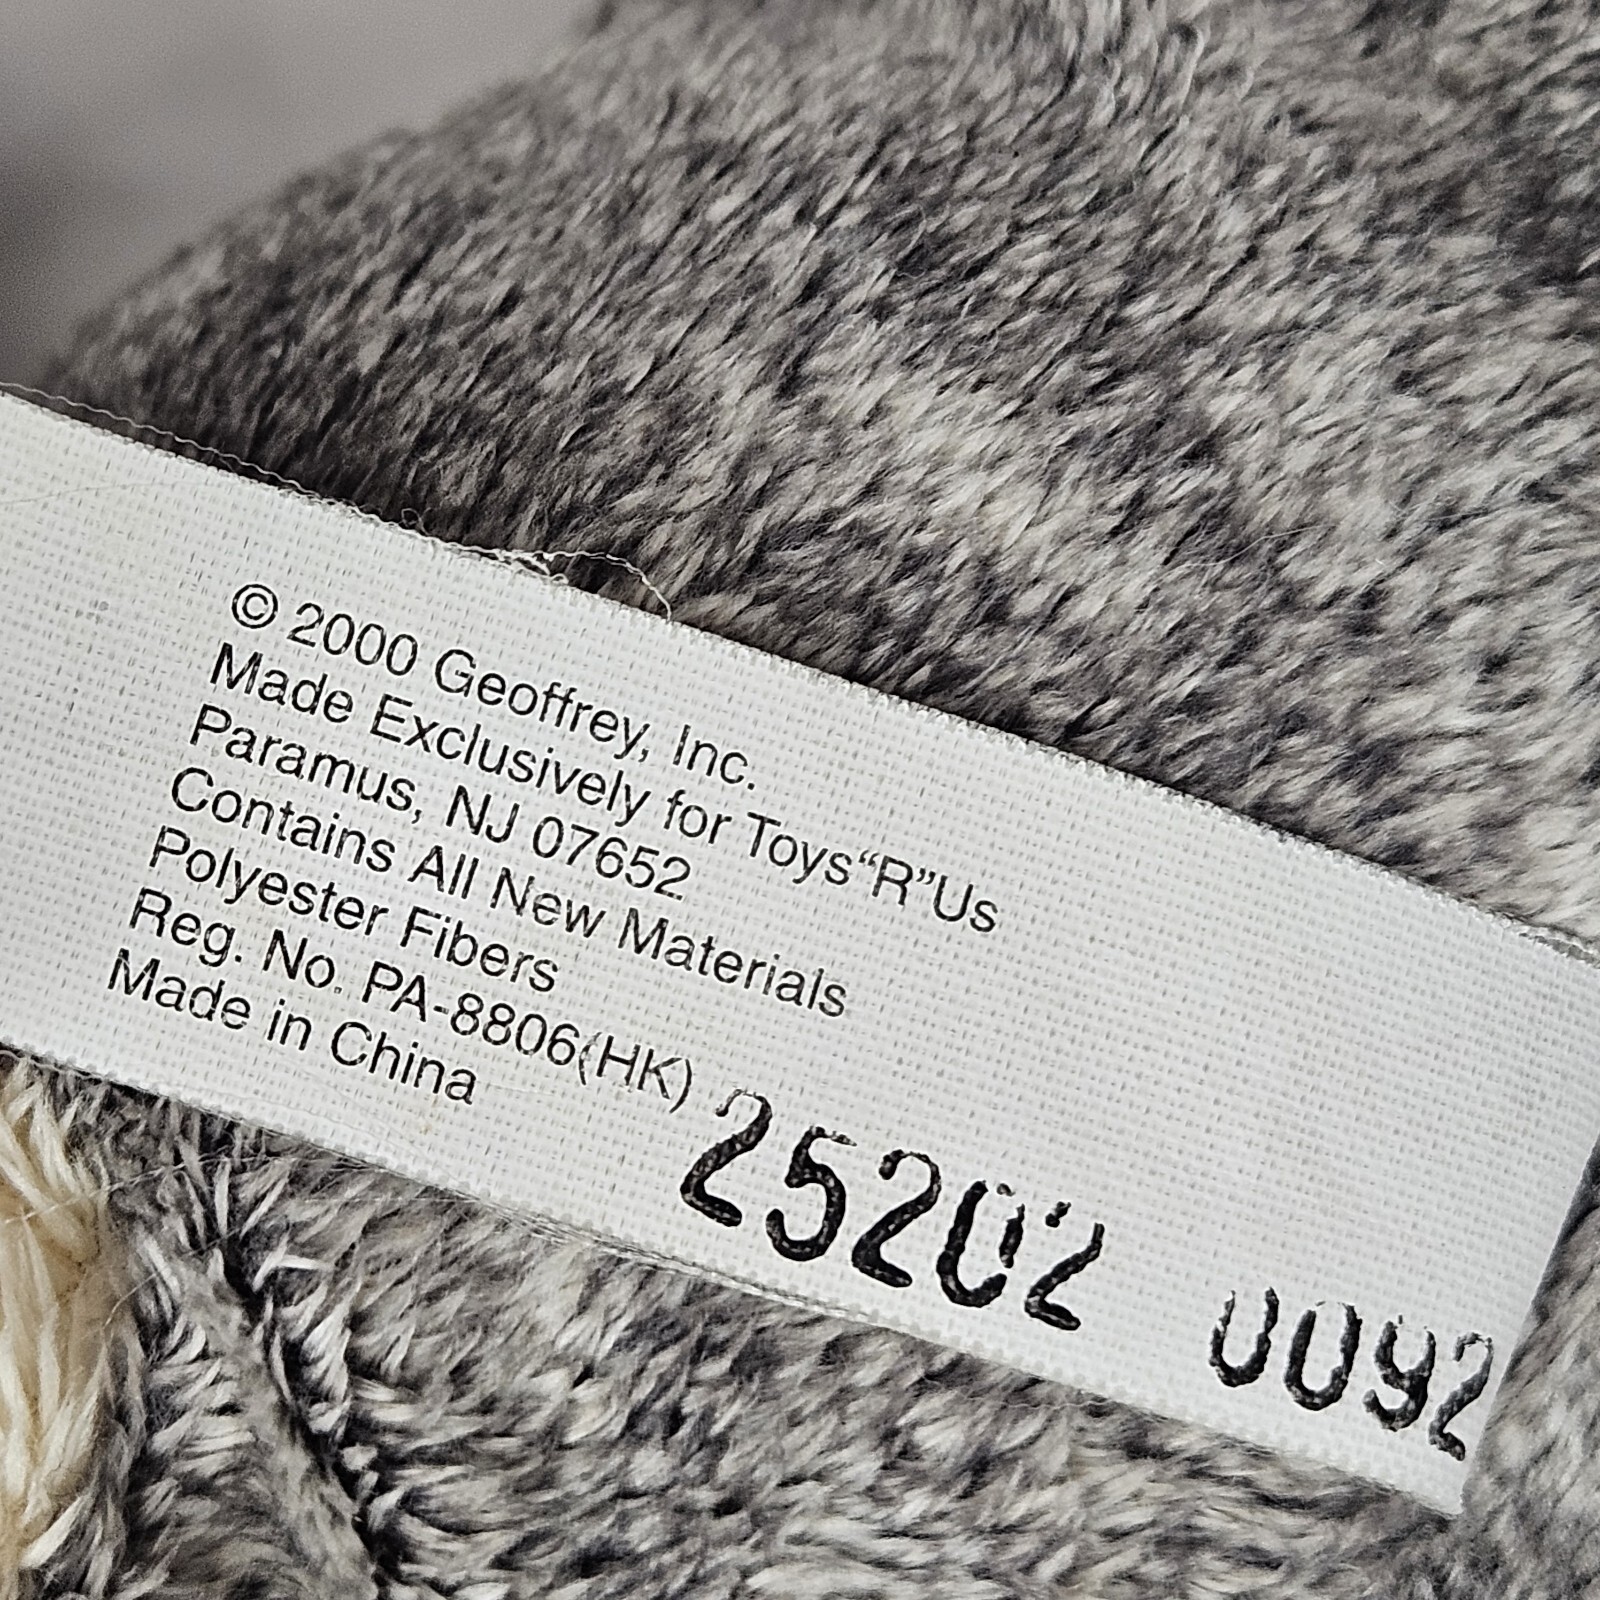 © 2000 Geoffrey, Inc.
Made Exclusively for Toys“R”Us
Paramus, NJ 07652
Contains All New Materials
Polyester Fibers
Reg. No. PA-8806(HK)
Made in China
25202 0092